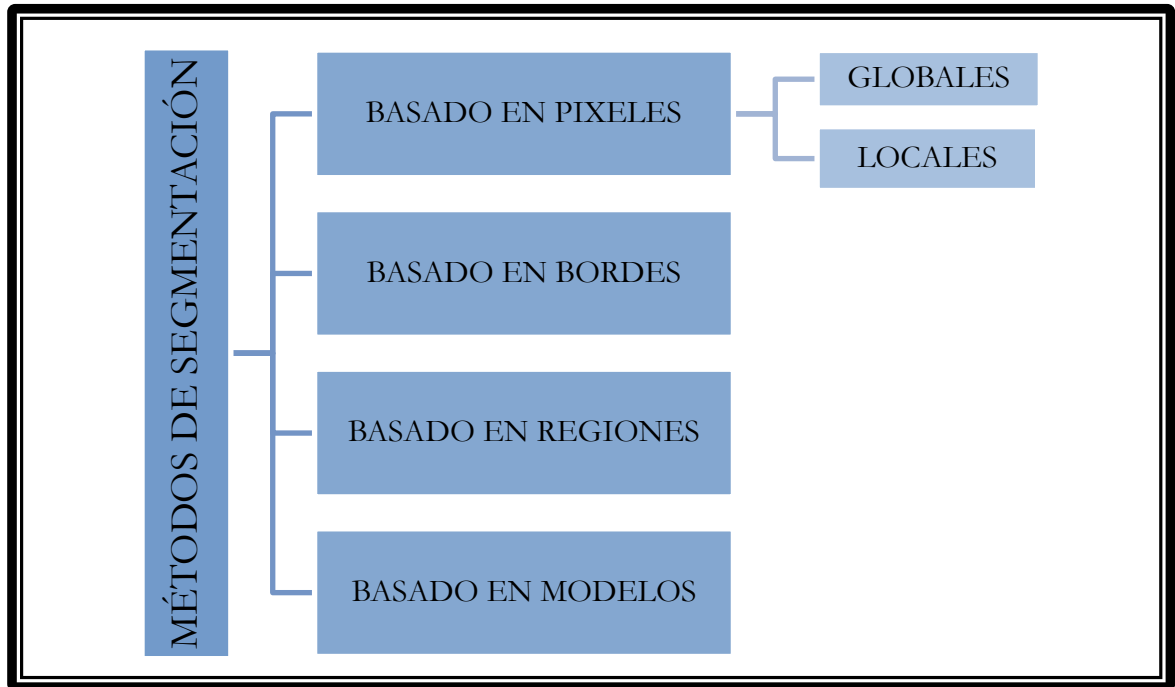 MÉTODOS DE SEGMENTACIÓN
BASADO EN PIXELES
GLOBALES
LOCALES
BASADO EN BORDES
BASADO EN REGIONES
BASADO EN MODELOS